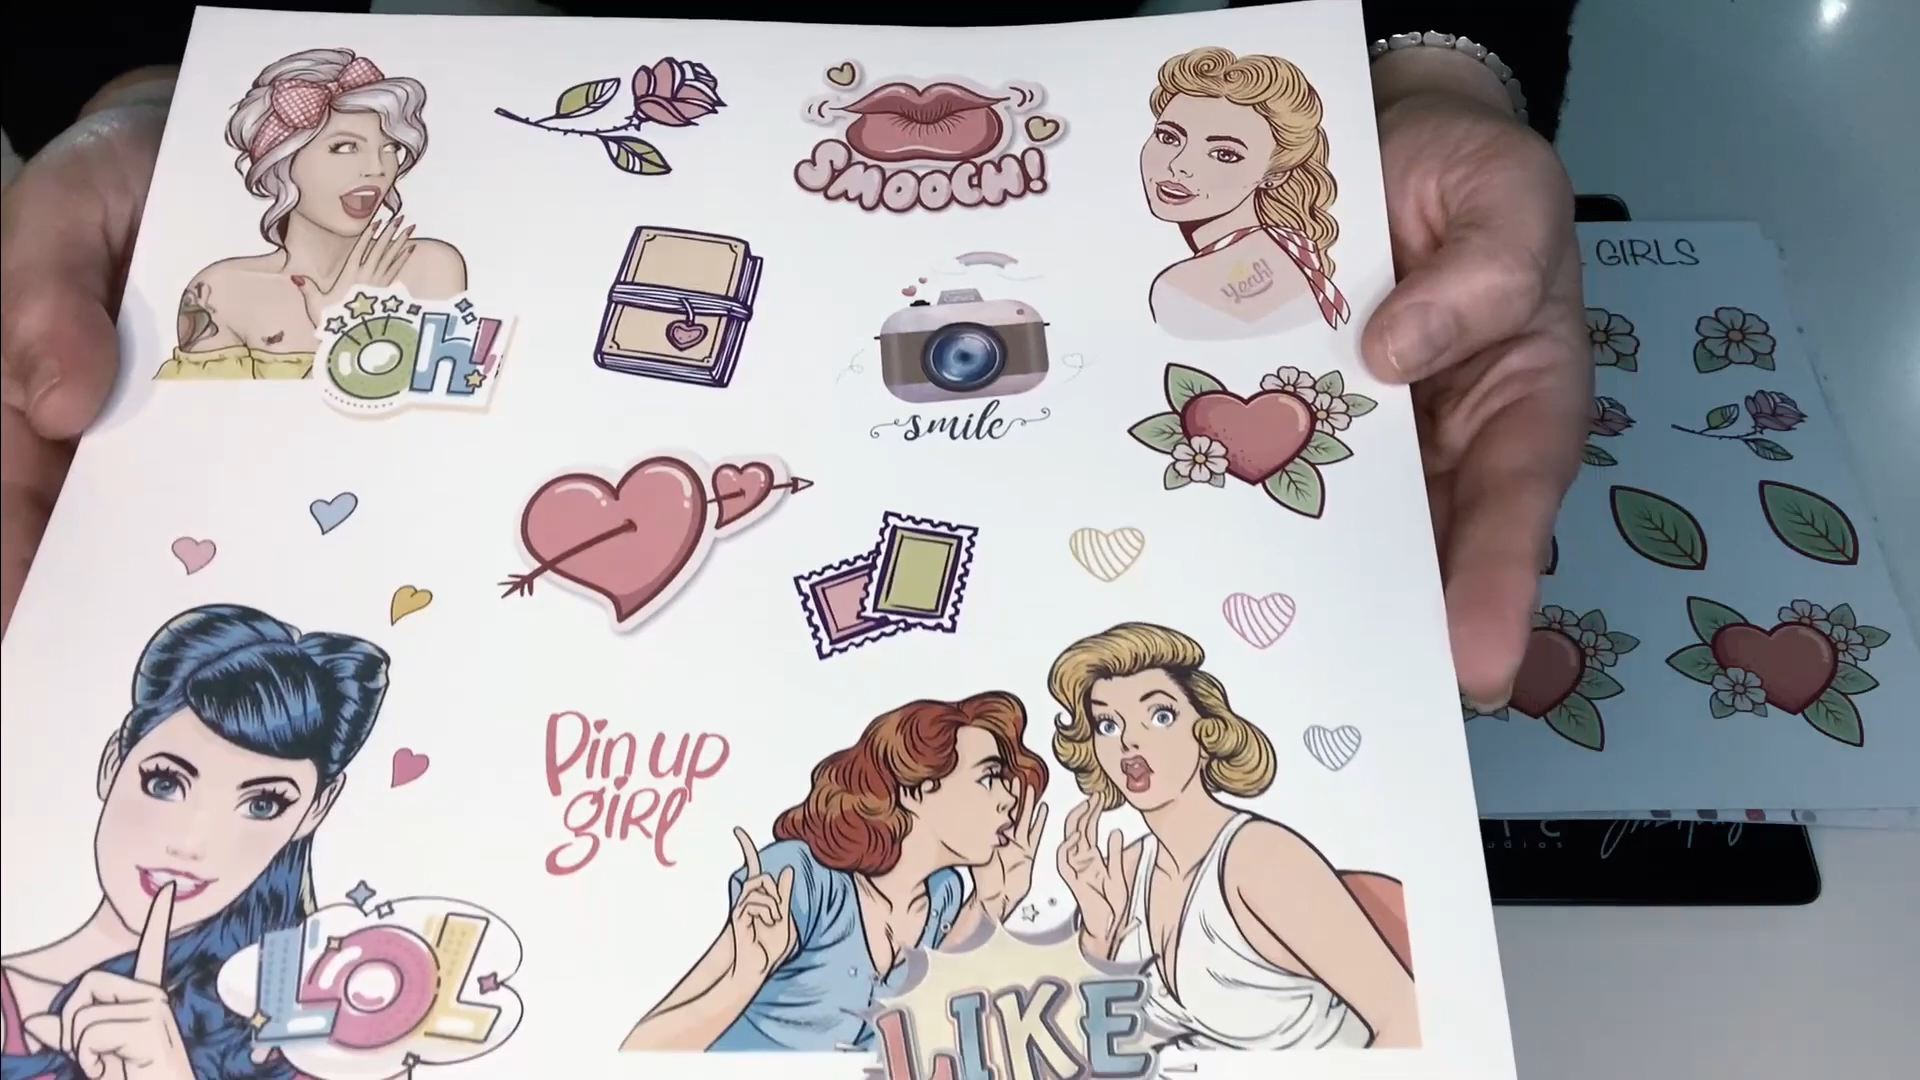 SMOOCH!
Yeah!
GIRLS
Oh!
smile
Pin up
girl
LOL
LIKE